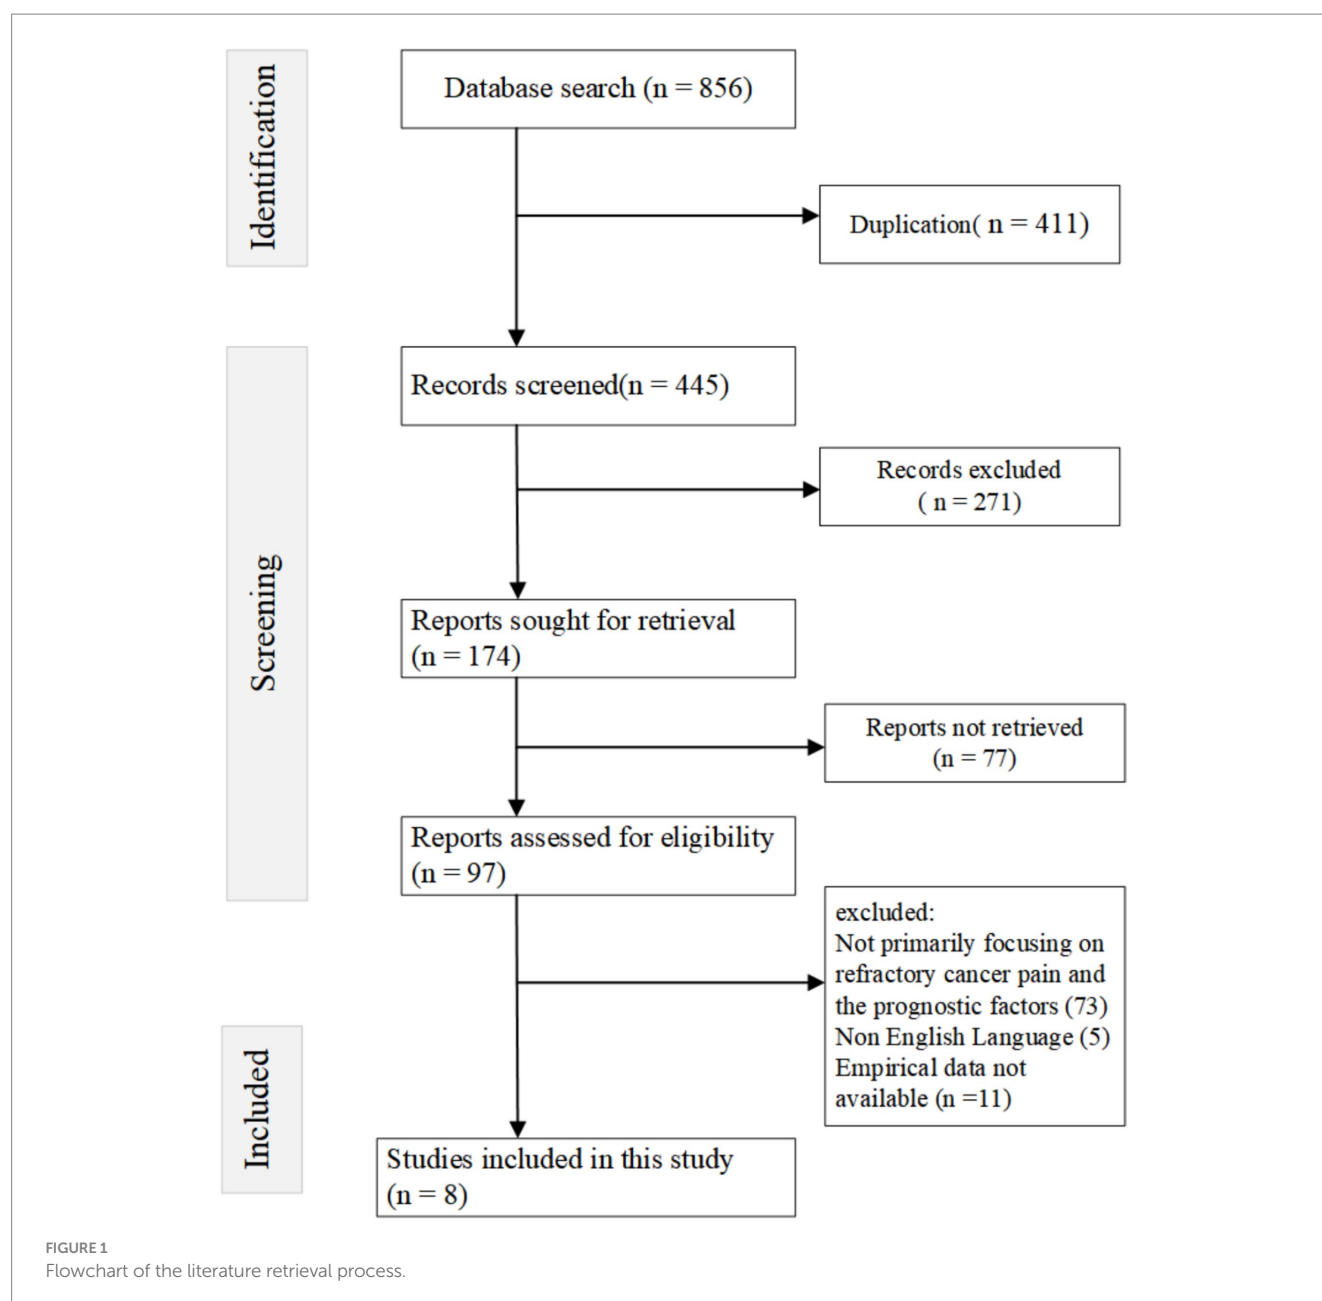 Identification
Database search (n = 856)
Duplication( n = 411)
Screening
Records screened(n = 445)
Records excluded
( n = 271)
Reports sought for retrieval
(n = 174)
Reports not retrieved
(n = 77)
Reports assessed for eligibility
(n = 97)
excluded:
Not primarily focusing on
refractory cancer pain and
the prognostic factors (73)
Non English Language (5)
Empirical data not
available (n =11)
Included
Studies included in this study
(n = 8)
FIGURE 1
Flowchart of the literature retrieval process.